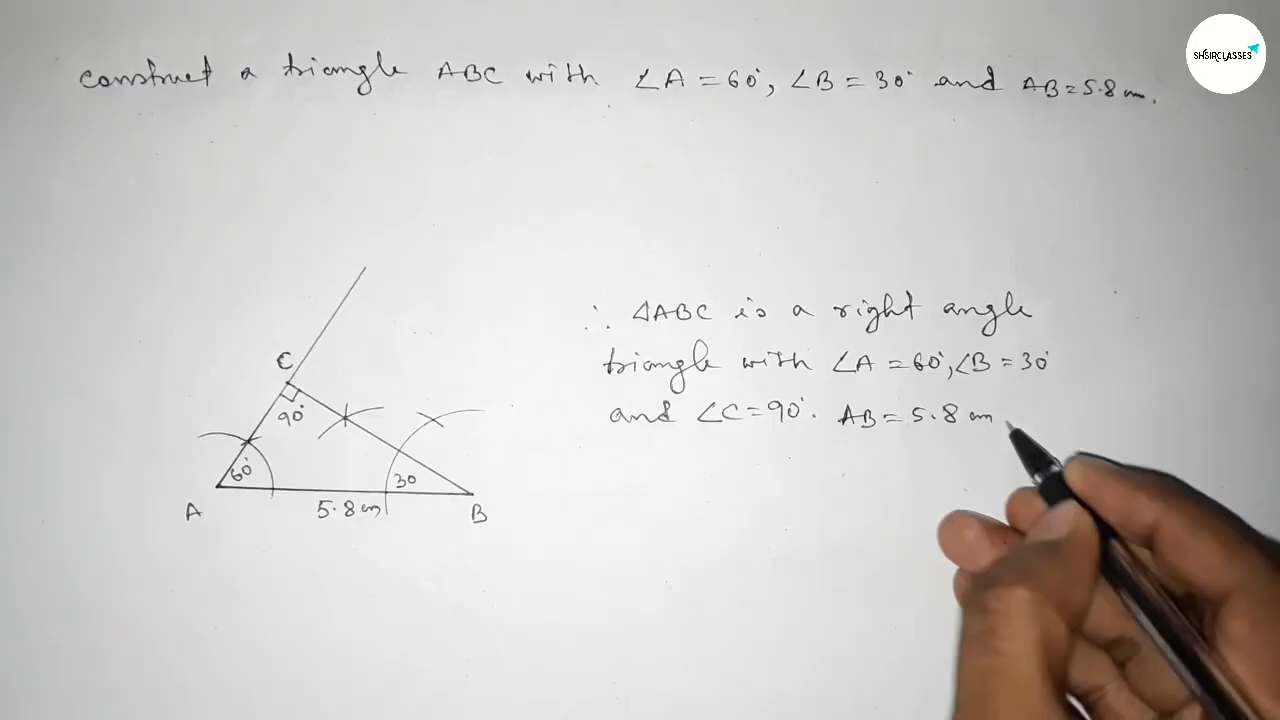 construct a triangle ABC with ∠A = 60°, ∠B = 30° and AB = 5.8 cm.
SHSIRCLASSES
∴ △ABC is a right angle
triangle with ∠A = 60°, ∠B = 30°
and ∠C = 90°. AB = 5.8 cm
C
90°
60°
30
A
5.8 cm
B